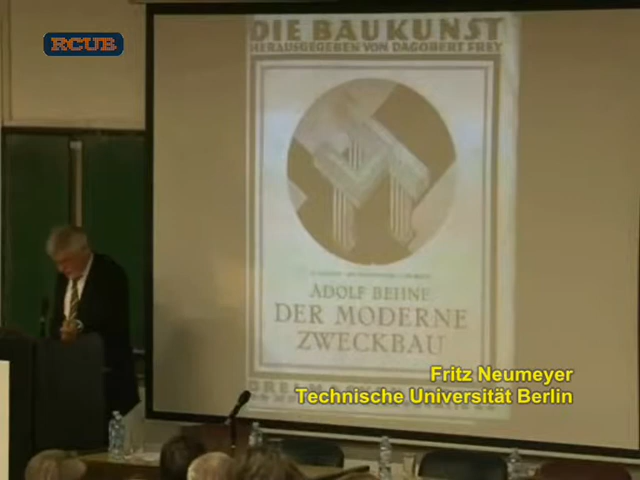 RCUB
DIE BAUKUNST
HERAUSGEGEBEN VON DAGOBERT FREY
ADOLF BEHNE
DER MODERNE
ZWECKBAU
Fritz Neumeyer
Technische Universität Berlin